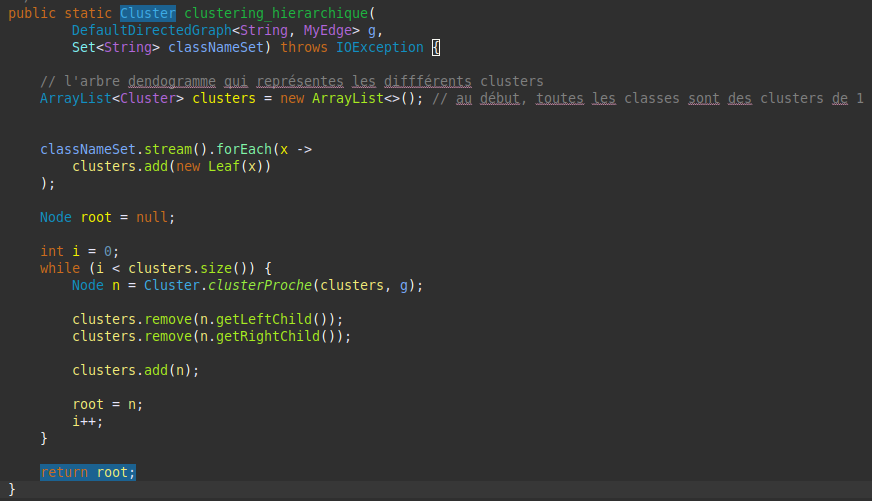 public static Cluster clustering_hierarchique(
        DefaultDirectedGraph<String, MyEdge> g,
        Set<String> classNameSet) throws IOException {

    // l'arbre dendogramme qui représentes les diffférents clusters
    ArrayList<Cluster> clusters = new ArrayList<>(); // au début, toutes les classes sont des clusters de 1

    classNameSet.stream().forEach(x ->
        clusters.add(new Leaf(x))
    );

    Node root = null;

    int i = 0;
    while (i < clusters.size()) {
        Node n = Cluster.clusterProche(clusters, g);

        clusters.remove(n.getLeftChild());
        clusters.remove(n.getRightChild());

        clusters.add(n);

        root = n;
        i++;
    }

    return root;
}